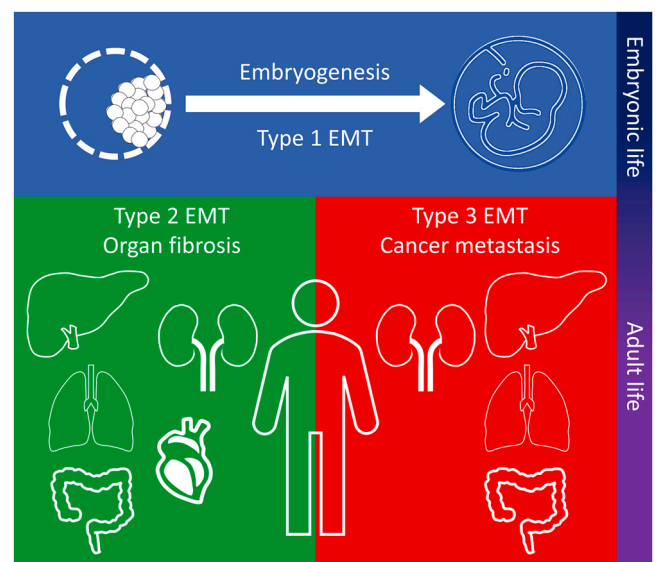 Embryogenesis
Type 1 EMT
Embryonic life
Type 2 EMT
Organ fibrosis
Type 3 EMT
Cancer metastasis
Adult life